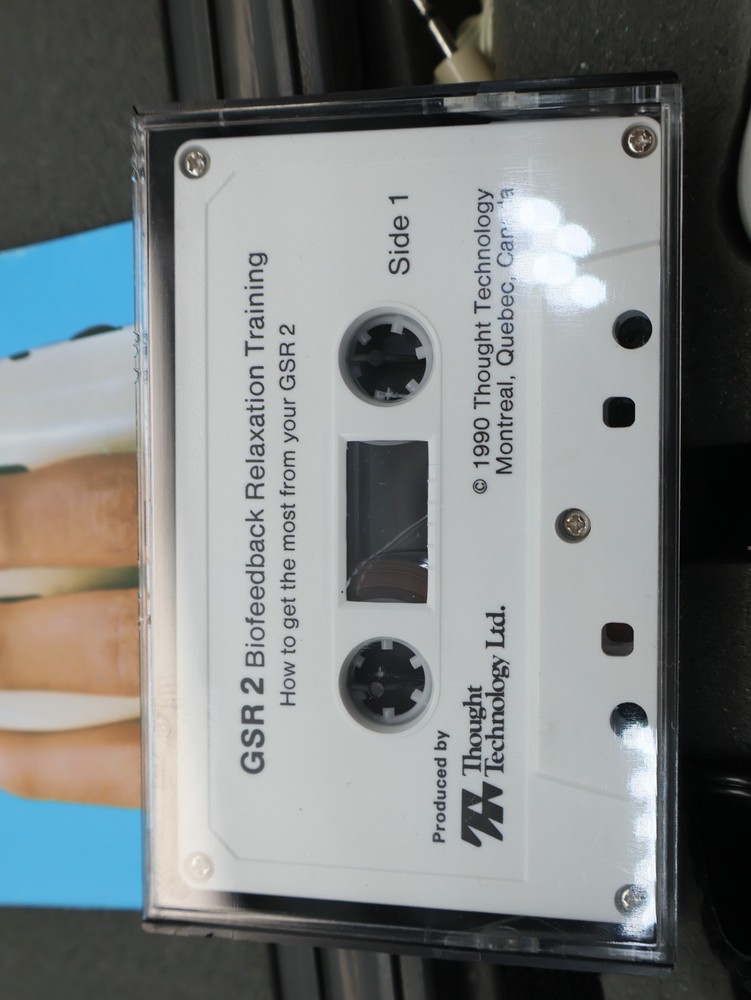 GSR 2 Biofeedback Relaxation Training
How to get the most from your GSR 2
Side 1
Produced by
Thought
Technology Ltd.
© 1990 Thought Technology
Montreal, Quebec, Canada